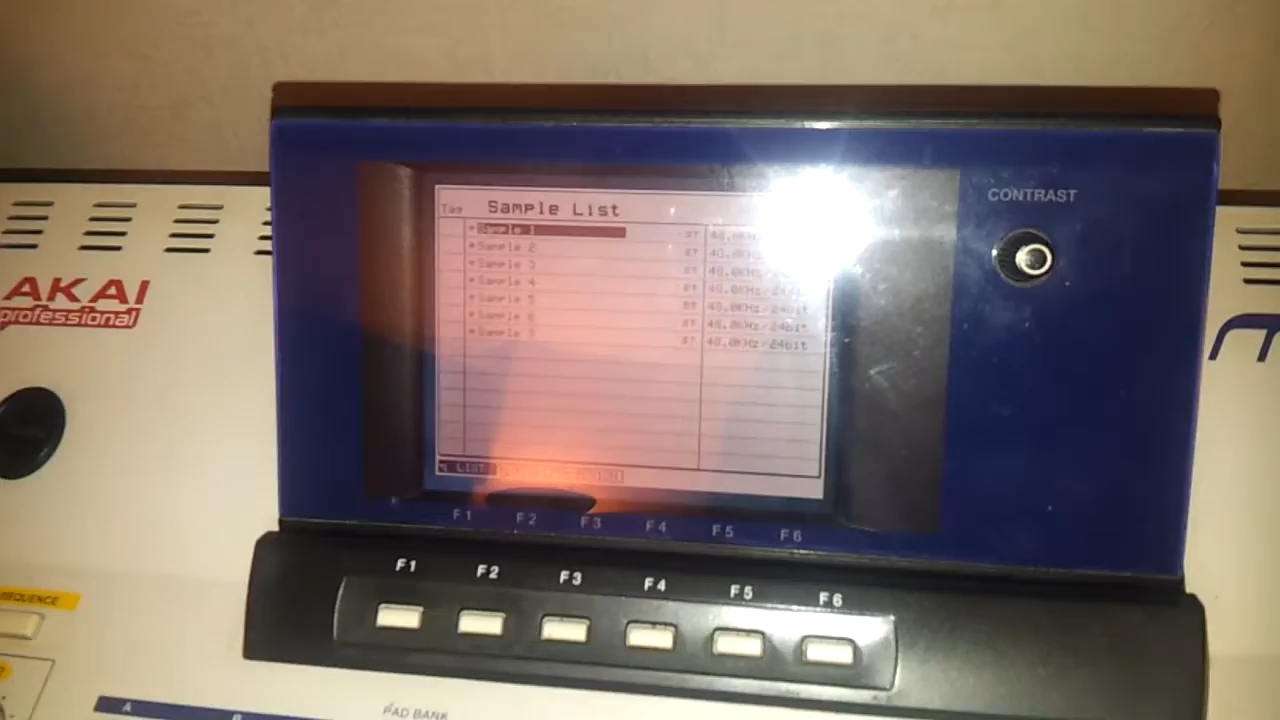 CONTRAST
Tag Sample List
Sample 1 ST 48.0KHz
Sample 2 ST 48.0KHz
Sample 3 ST 48.0KHz
Sample 4 ST 48.0KHz/24bit
Sample 5 ST 48.0KHz/24bit
Sample 6 ST 48.0KHz/24bit
Sample 7 ST 48.0KHz/24bit
LIST
AKAI
professional
F1 F2 F3 F4 F5 F6
F1 F2 F3 F4 F5 F6
SEQUENCE
A B
PAD BANK